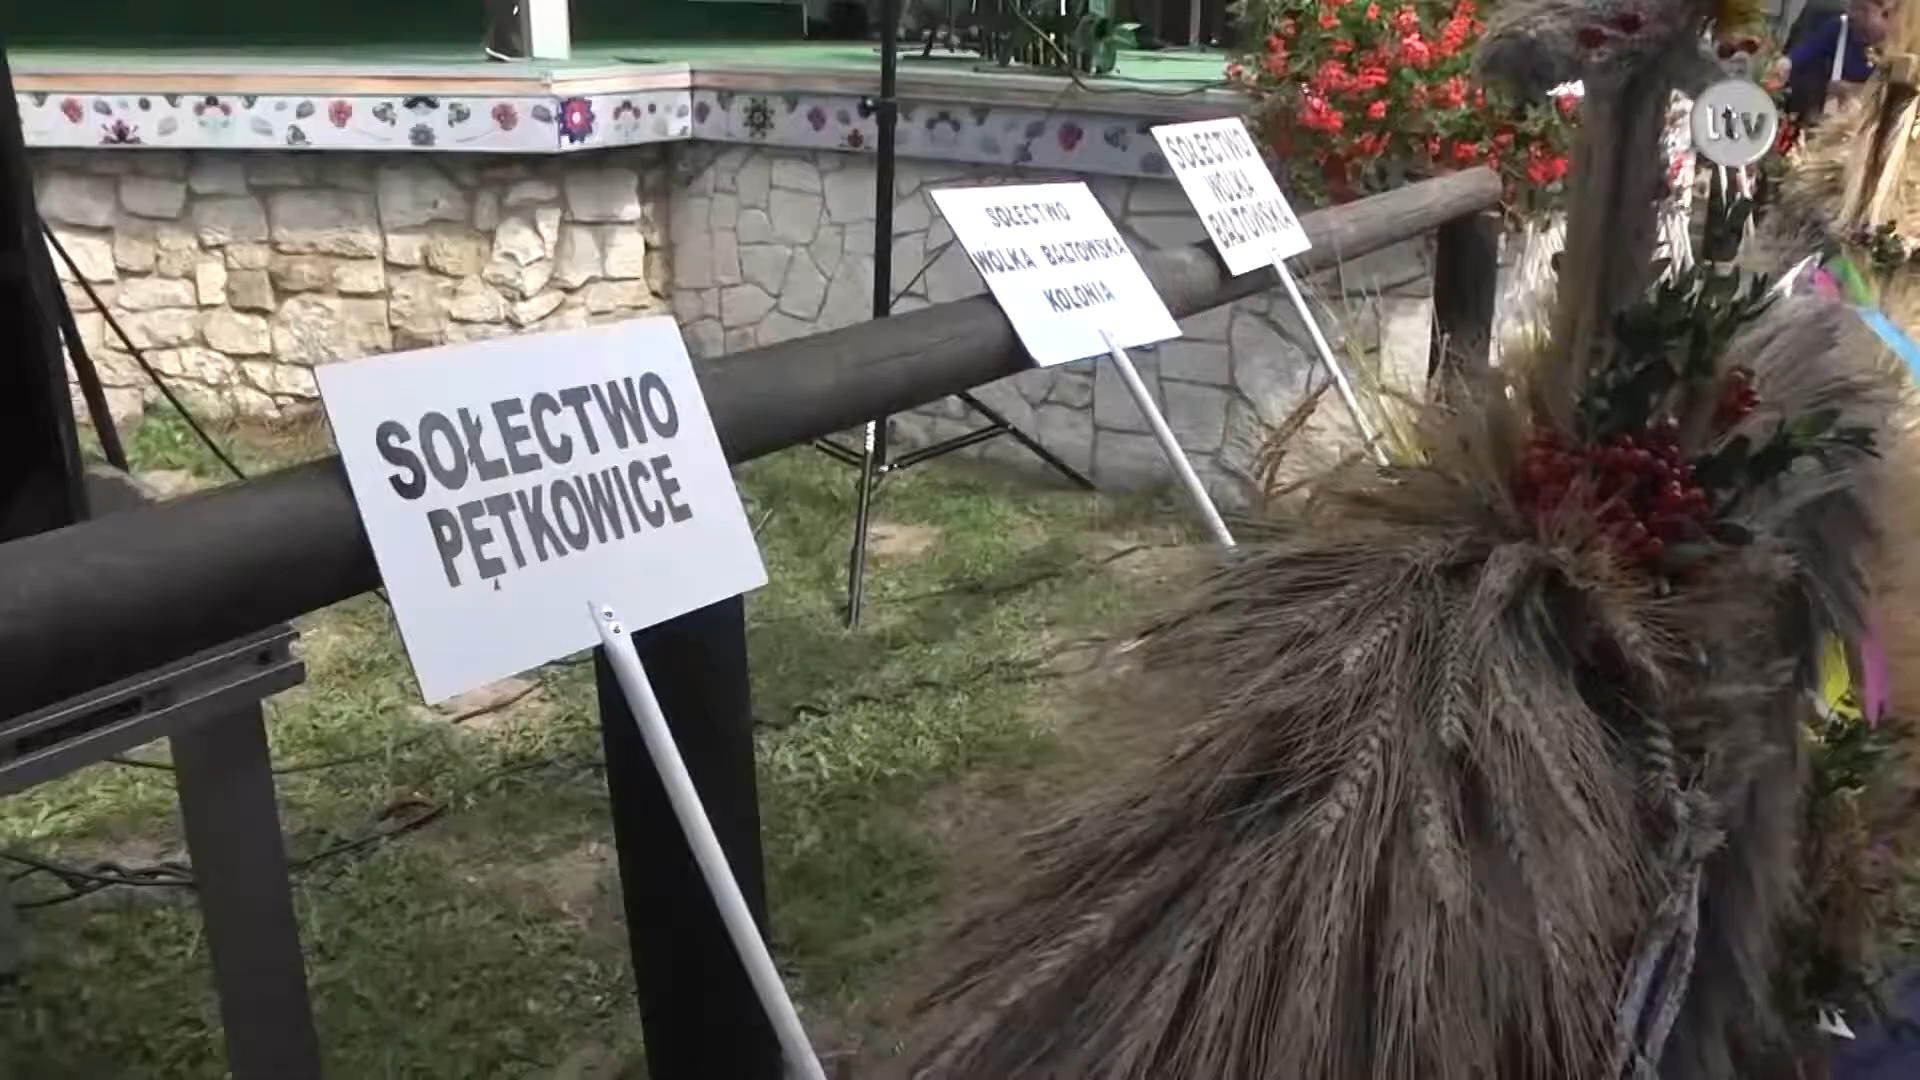 SOŁECTWO
PĘTKOWICE
SOŁECTWO
WÓLKA BAŁTOWSKA
KOLONIA
SOŁECTWO
WÓLKA
BAŁTOWSKA
ltv